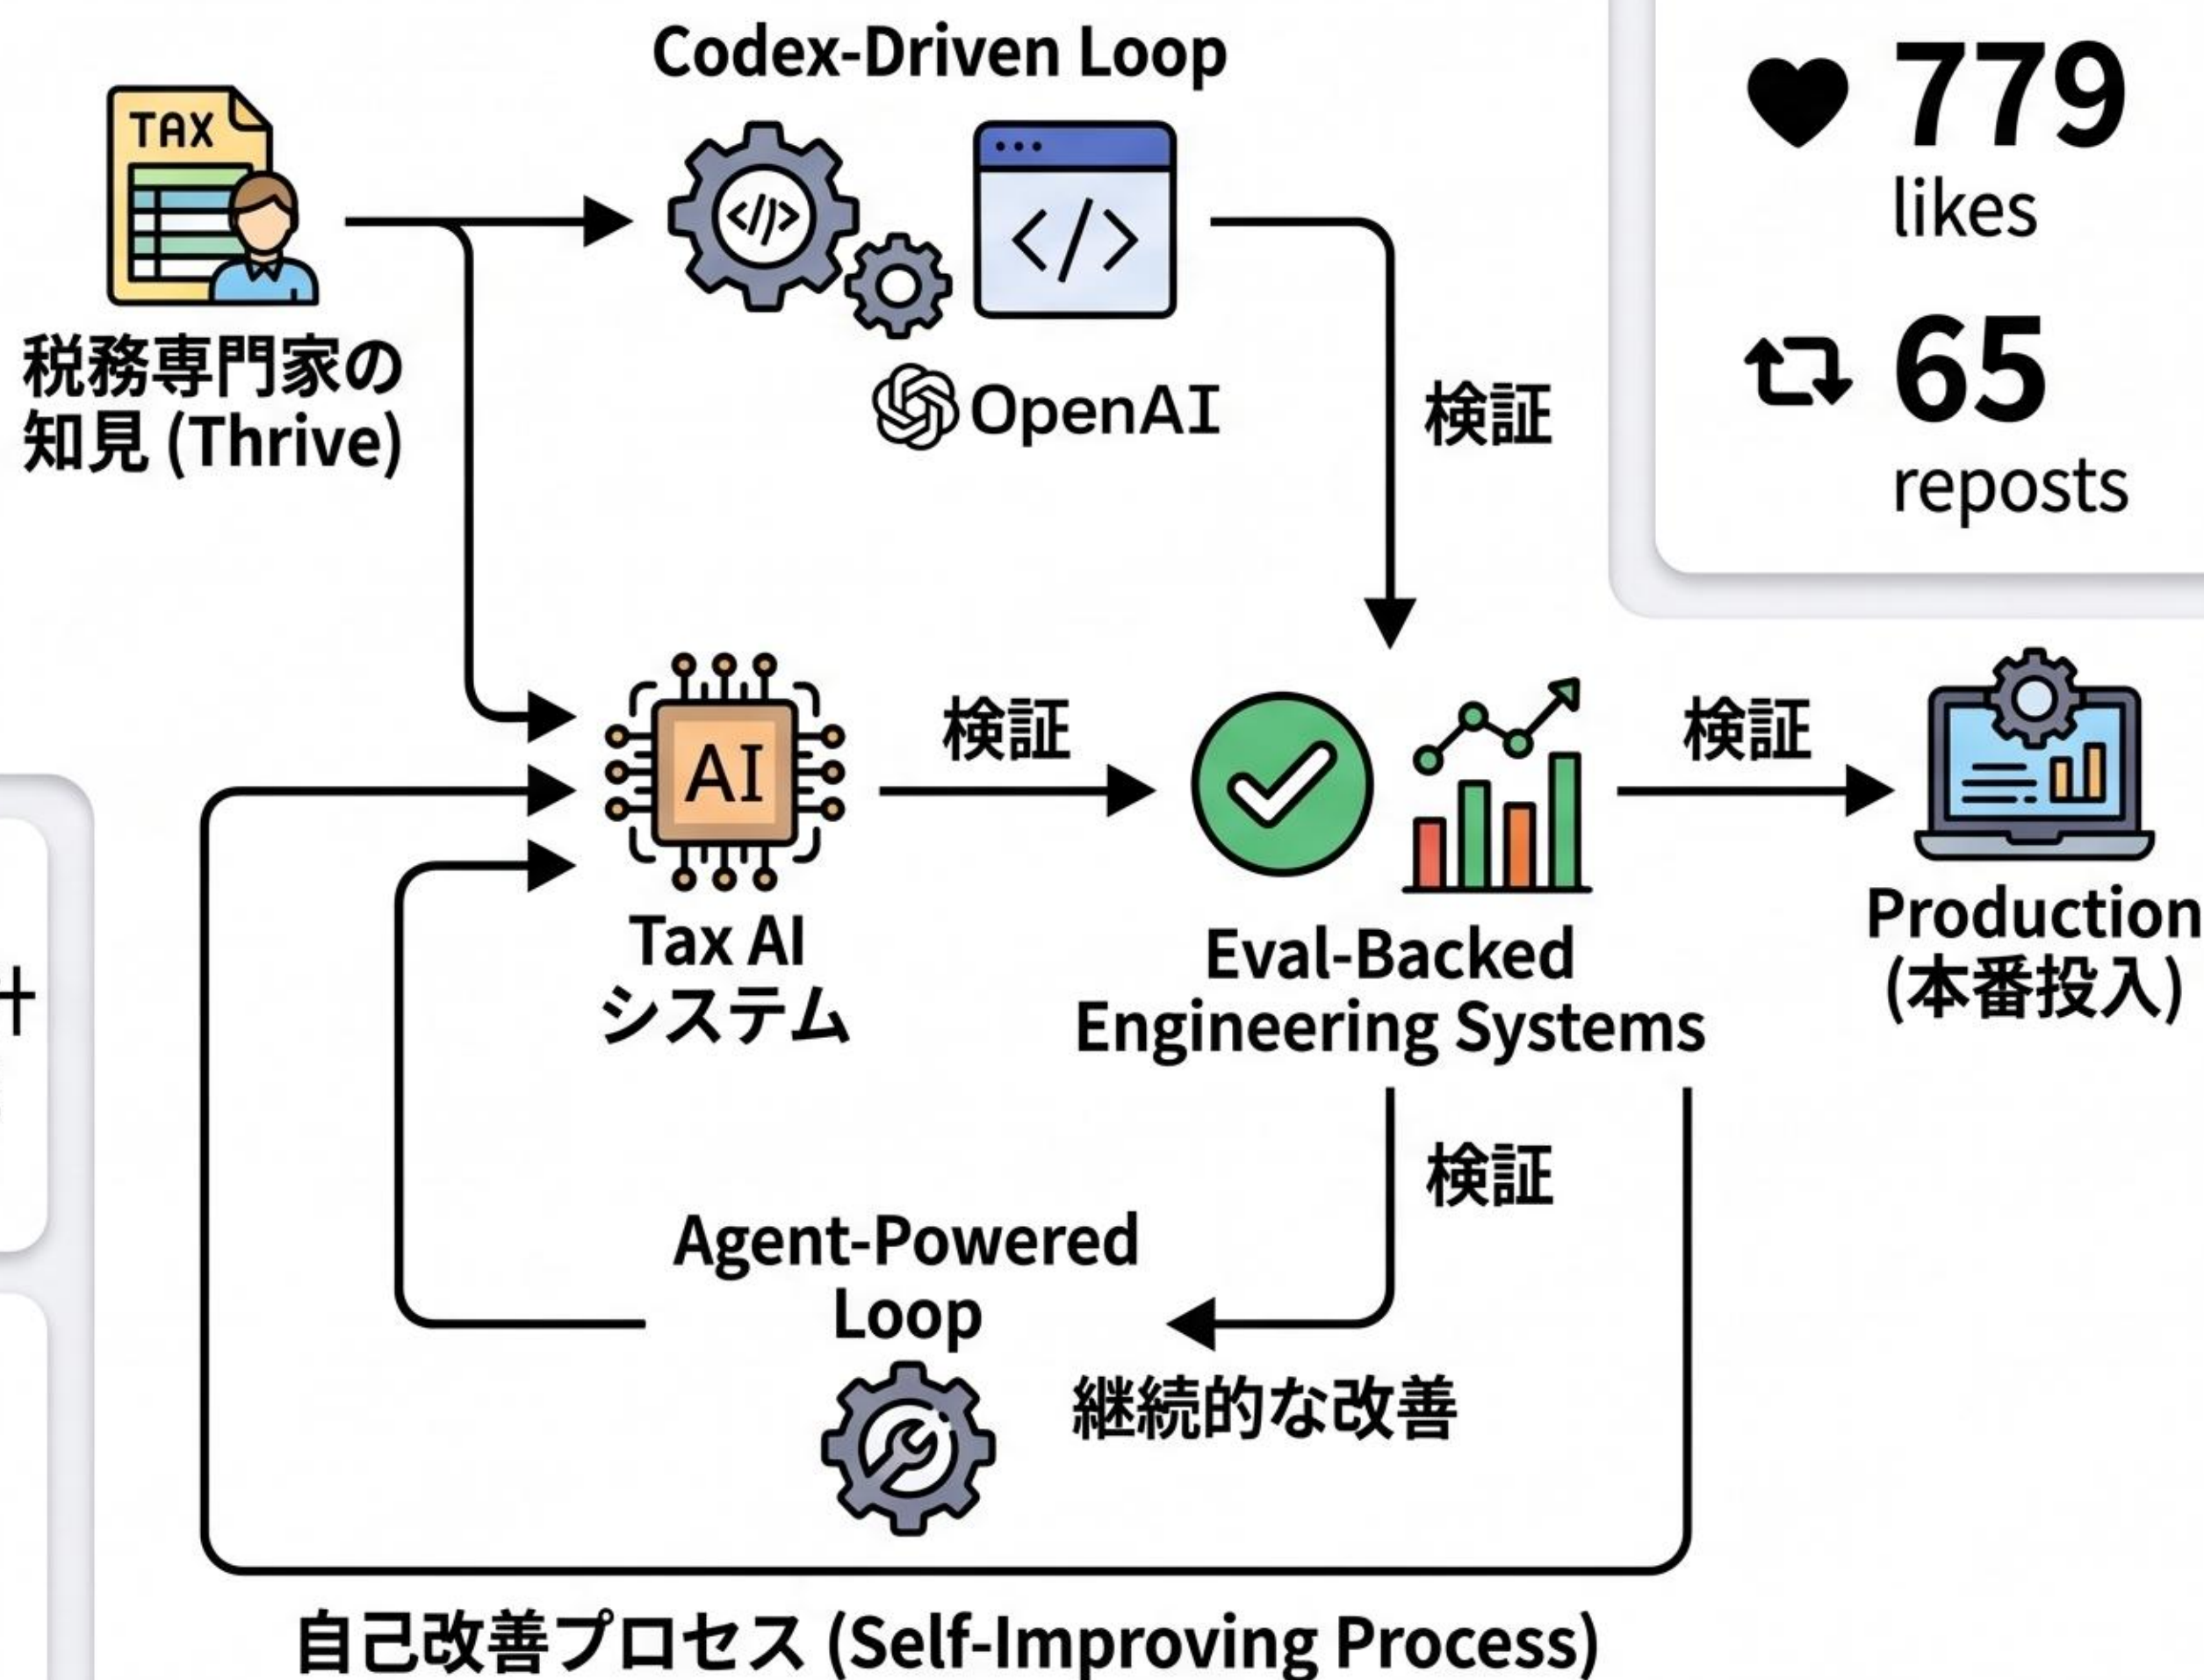 Codex-Driven Loop
TAX
税務専門家の
知見 (Thrive)
</>
</>
OpenAI
検証
779
likes
65
reposts
AI
Tax AI
システム
検証
Eval-Backed
Engineering Systems
検証
Production
(本番投入)
検証
Agent-Powered
Loop
継続的な改善
自己改善プロセス (Self-Improving Process)